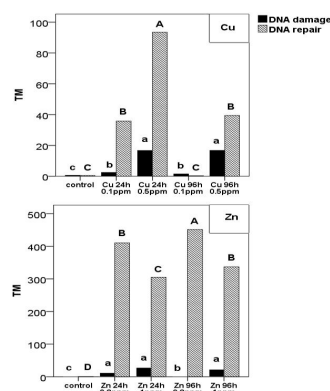 DNA damage
DNA repair
Cu
TM
100
80
60
40
20
0
c C b B a A b C a B
control Cu 24h Cu 24h Cu 96h Cu 96h
0.1ppm 0.5ppm 0.1ppm 0.5ppm
Zn
TM
500
400
300
200
100
0
c D a B a C b A a B
control Zn 24h Zn 24h Zn 96h Zn 96h